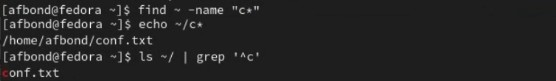 [afbond@fedora ~]$ find ~ -name "c*"
[afbond@fedora ~]$ echo ~/c*
/home/afbond/conf.txt
[afbond@fedora ~]$ ls ~/ | grep '^c'
conf.txt